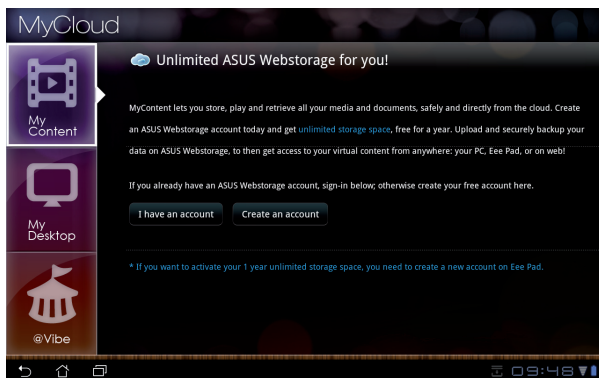 MyCloud
Unlimited ASUS Webstorage for you!
My
Content
MyContent lets you store, play and retrieve all your media and documents, safely and directly from the cloud. Create
an ASUS Webstorage account today and get unlimited storage space, free for a year. Upload and securely backup your
data on ASUS Webstorage, to then get access to your virtual content from anywhere: your PC, Eee Pad, or on web!
If you already have an ASUS Webstorage account, sign-in below; otherwise create your free account here.
I have an account Create an account
My
Desktop
* If you want to activate your 1 year unlimited storage space, you need to create a new account on Eee Pad.
@Vibe
09:48